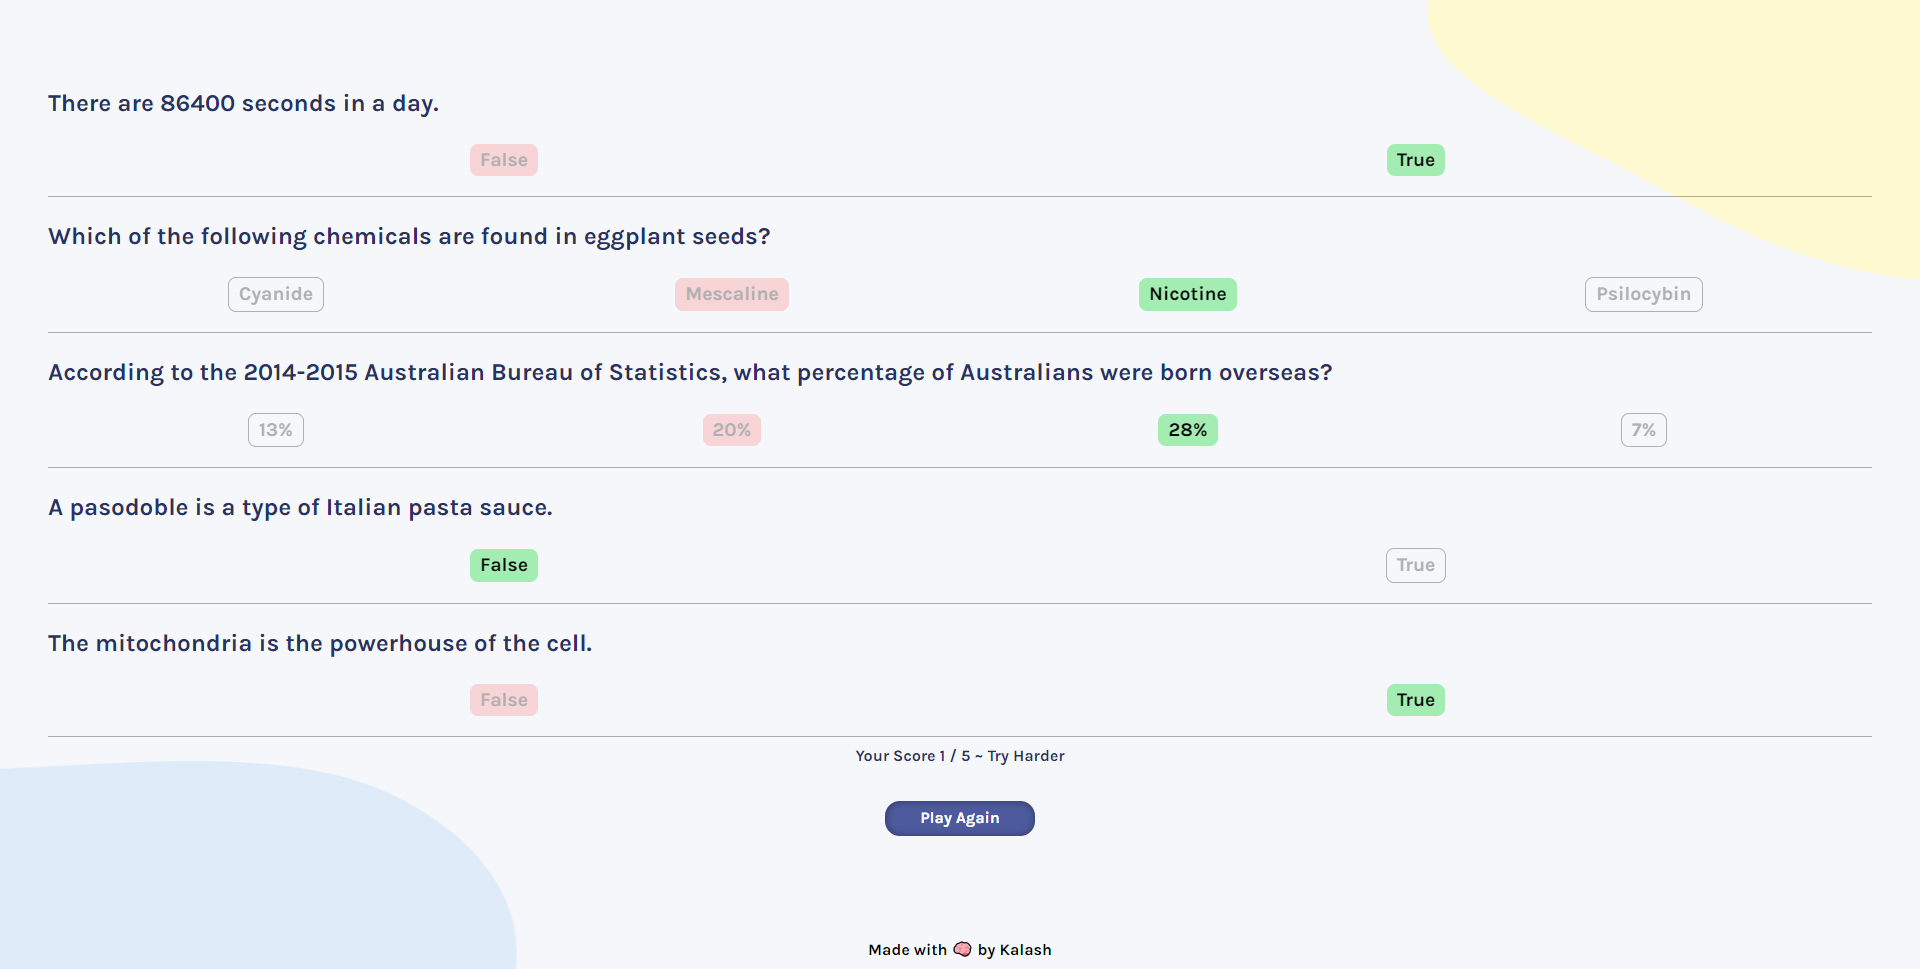 There are 86400 seconds in a day.
False True
Which of the following chemicals are found in eggplant seeds?
Cyanide Mescaline Nicotine Psilocybin
According to the 2014-2015 Australian Bureau of Statistics, what percentage of Australians were born overseas?
13% 20% 28% 7%
A pasodoble is a type of Italian pasta sauce.
False True
The mitochondria is the powerhouse of the cell.
False True
Your Score 1 / 5 ~ Try Harder
Play Again
Made with 🧠 by Kalash